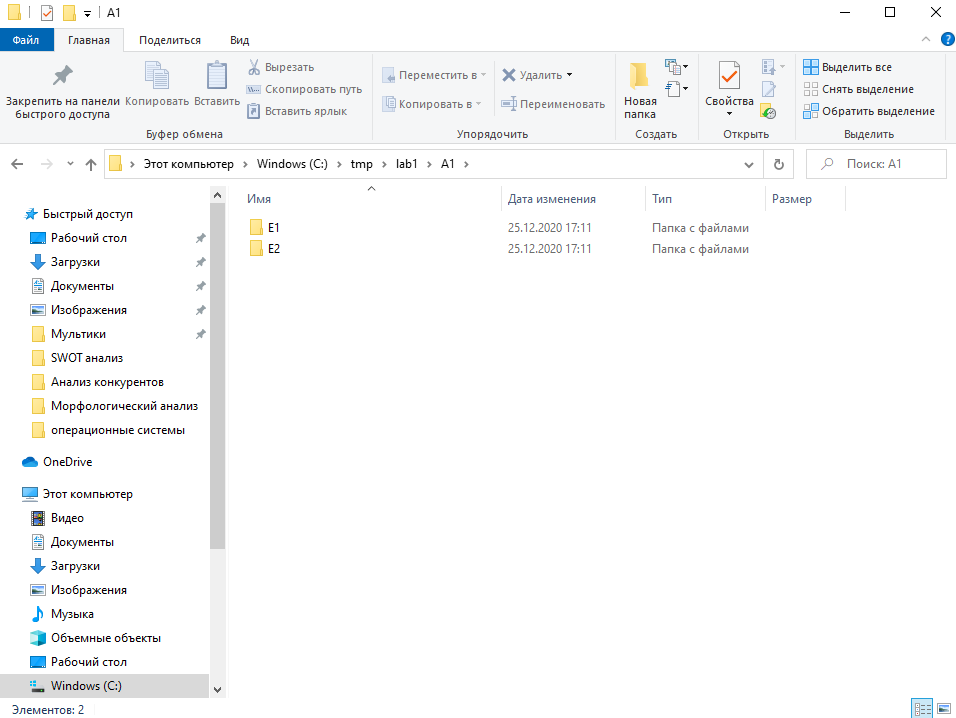 A1
Файл Главная Поделиться Вид
Закрепить на панели быстрого доступа
Копировать
Вставить
Вырезать
Скопировать путь
Вставить ярлык
Буфер обмена
Переместить в
Копировать в
Удалить
Переименовать
Упорядочить
Новая папка
Создать
Свойства
Открыть
Выделить все
Снять выделение
Обратить выделение
Выделить
Этот компьютер > Windows (C:) > tmp > lab1 > A1 >
Поиск: A1
Быстрый доступ
Рабочий стол
Загрузки
Документы
Изображения
Мультики
SWOT анализ
Анализ конкурентов
Морфологический анализ
операционные системы
OneDrive
Этот компьютер
Видео
Документы
Загрузки
Изображения
Музыка
Объемные объекты
Рабочий стол
Windows (C:)
Имя Дата изменения Тип Размер
E1 25.12.2020 17:11 Папка с файлами
E2 25.12.2020 17:11 Папка с файлами
Элементов: 2